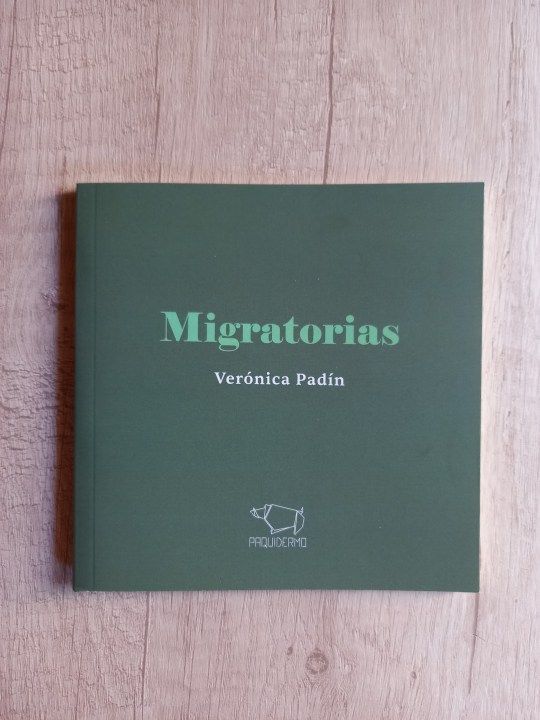 Migratorias
Verónica Padín
PAQUIDERMO